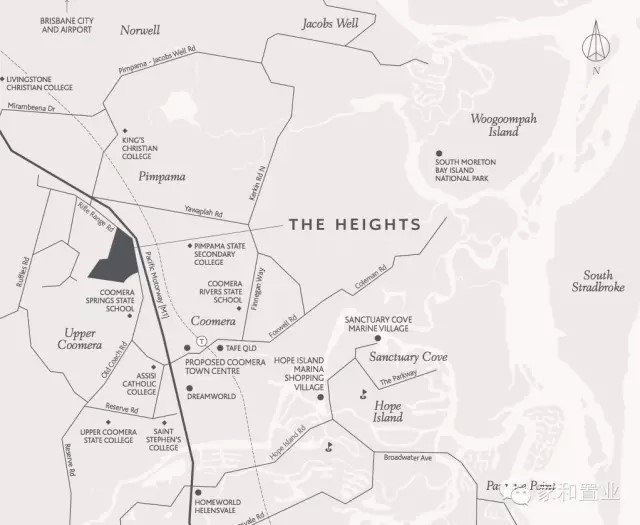 BRISBANE CITY
AND AIRPORT
Norwell
Jacobs Well
Pimpama - Jacobs Well Rd
LIVINGSTONE
CHRISTIAN COLLEGE
Mirambeena Dr
N
Woogoompah
Island
KING'S
CHRISTIAN
COLLEGE
SOUTH MORETON
BAY ISLAND
NATIONAL PARK
Pimpama
Kerkin Rd N
Yawaplah Rd
Rifle Range Rd
THE HEIGHTS
PIMPAMA STATE
SECONDARY
COLLEGE
Ruffles Rd
Pacific Motorway [M1]
Finnegan Way
Coleman Rd
South
Stradbroke
COOMERA
SPRINGS STATE
SCHOOL
COOMERA
RIVERS STATE
SCHOOL
Coomera
Foxwell Rd
SANCTUARY COVE
MARINE VILLAGE
Upper
Coomera
T
TAFE QLD
Old Coach Rd
PROPOSED COOMERA
TOWN CENTRE
HOPE ISLAND
MARINA
SHOPPING
VILLAGE
Sanctuary Cove
ASSISI
CATHOLIC
COLLEGE
The Parkway
DREAMWORLD
Hope
Island
Reserve Rd
UPPER COOMERA
STATE COLLEGE
SAINT
STEPHEN'S
COLLEGE
Hope Island Rd
Broadwater Ave
Reserve Rd
Point
HOMEWORLD
HELENSVALE
家和置业